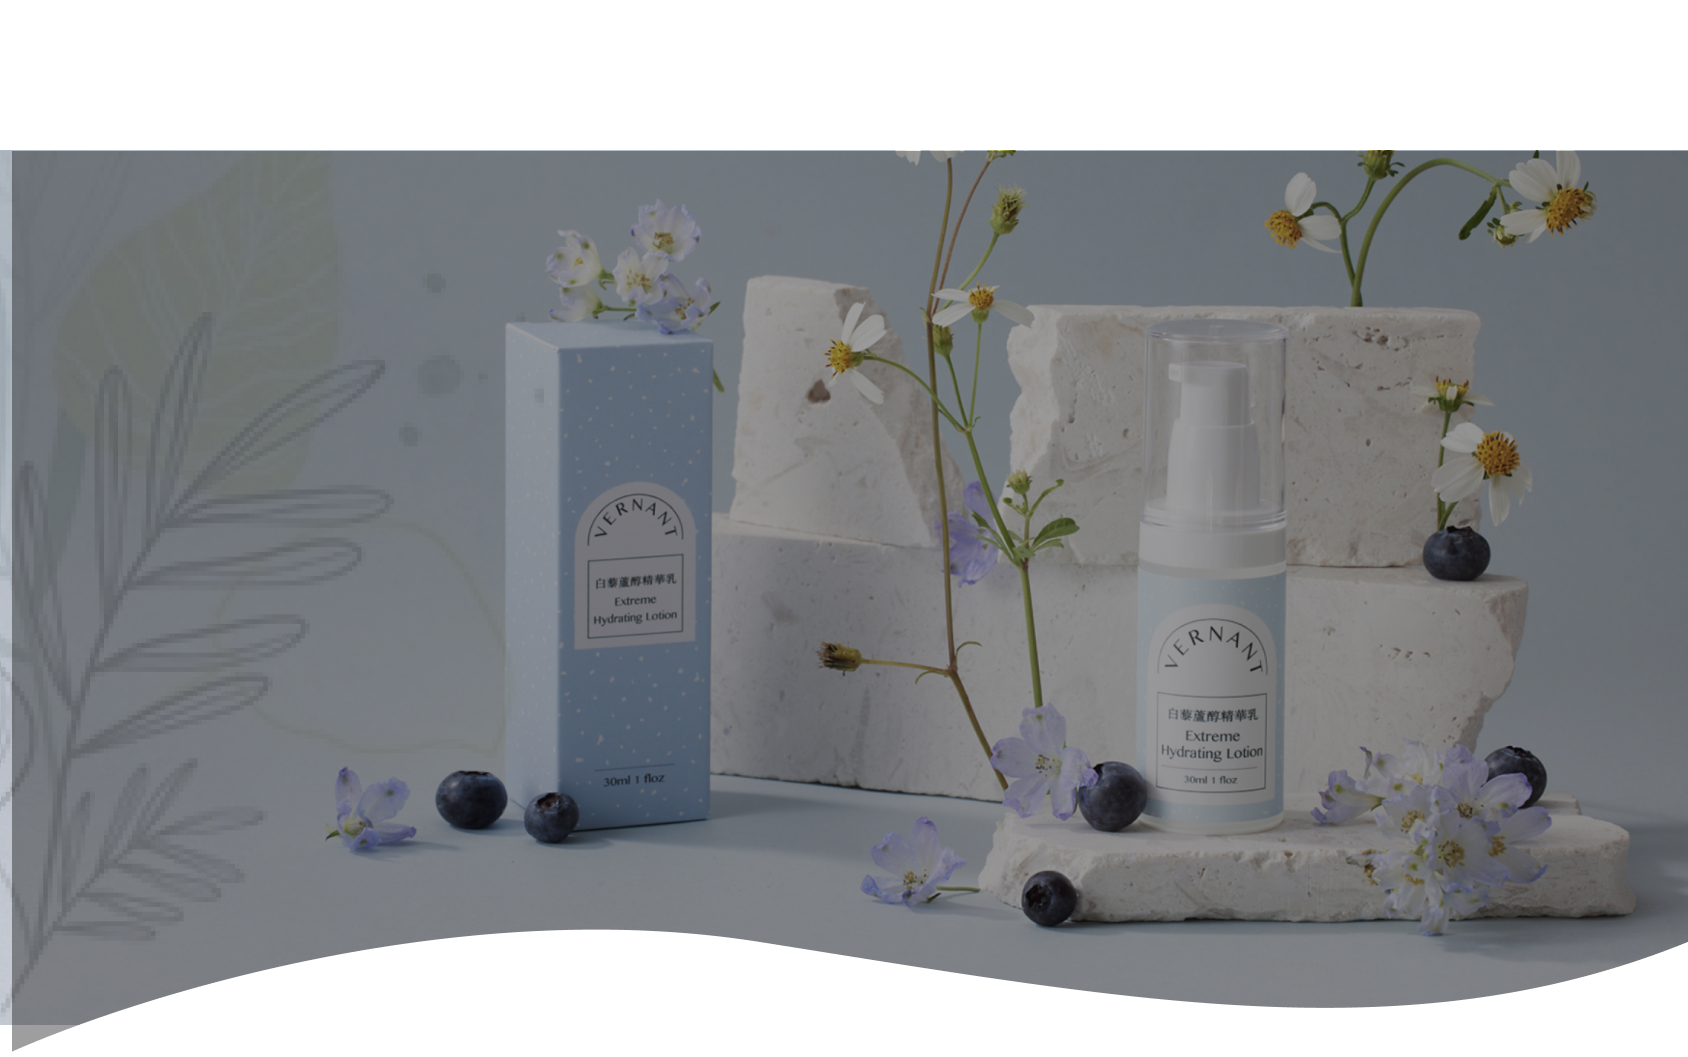 VERNANT
白藜蘆醇精華乳
Extreme
Hydrating Lotion
30ml 1 floz
VERNANT
白藜蘆醇精華乳
Extreme
Hydrating Lotion
30ml 1 floz